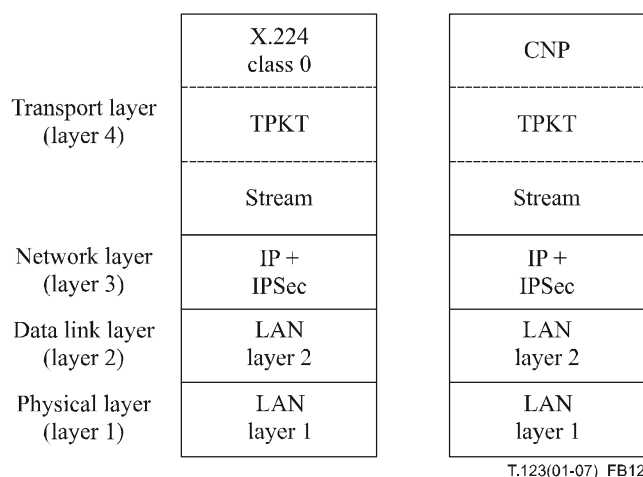 X.224
class 0
CNP
Transport layer
(layer 4)
TPKT
TPKT
Stream
Stream
Network layer
(layer 3)
IP +
IPSec
IP +
IPSec
Data link layer
(layer 2)
LAN
layer 2
LAN
layer 2
Physical layer
(layer 1)
LAN
layer 1
LAN
layer 1
T.123(01-07)_FB12